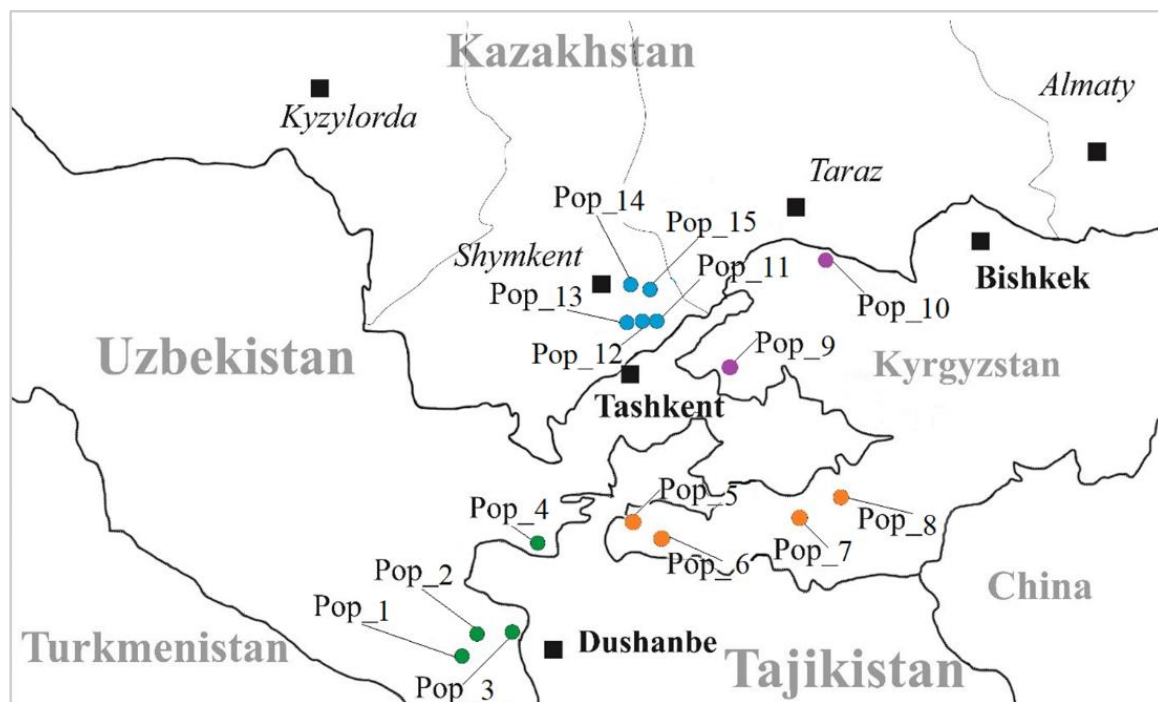 Kazakhstan
Almaty
Kyzylorda
Taraz
Pop_14
Pop_15
Shymkent
Pop_11
Bishkek
Pop_13
Pop_10
Uzbekistan
Pop_12
Pop_9
Kyrgyzstan
Tashkent
Pop_5
Pop_4
Pop_8
Pop_7
Pop_6
Pop_2
China
Pop_1
Turkmenistan
Dushanbe
Pop_3
Tajikistan